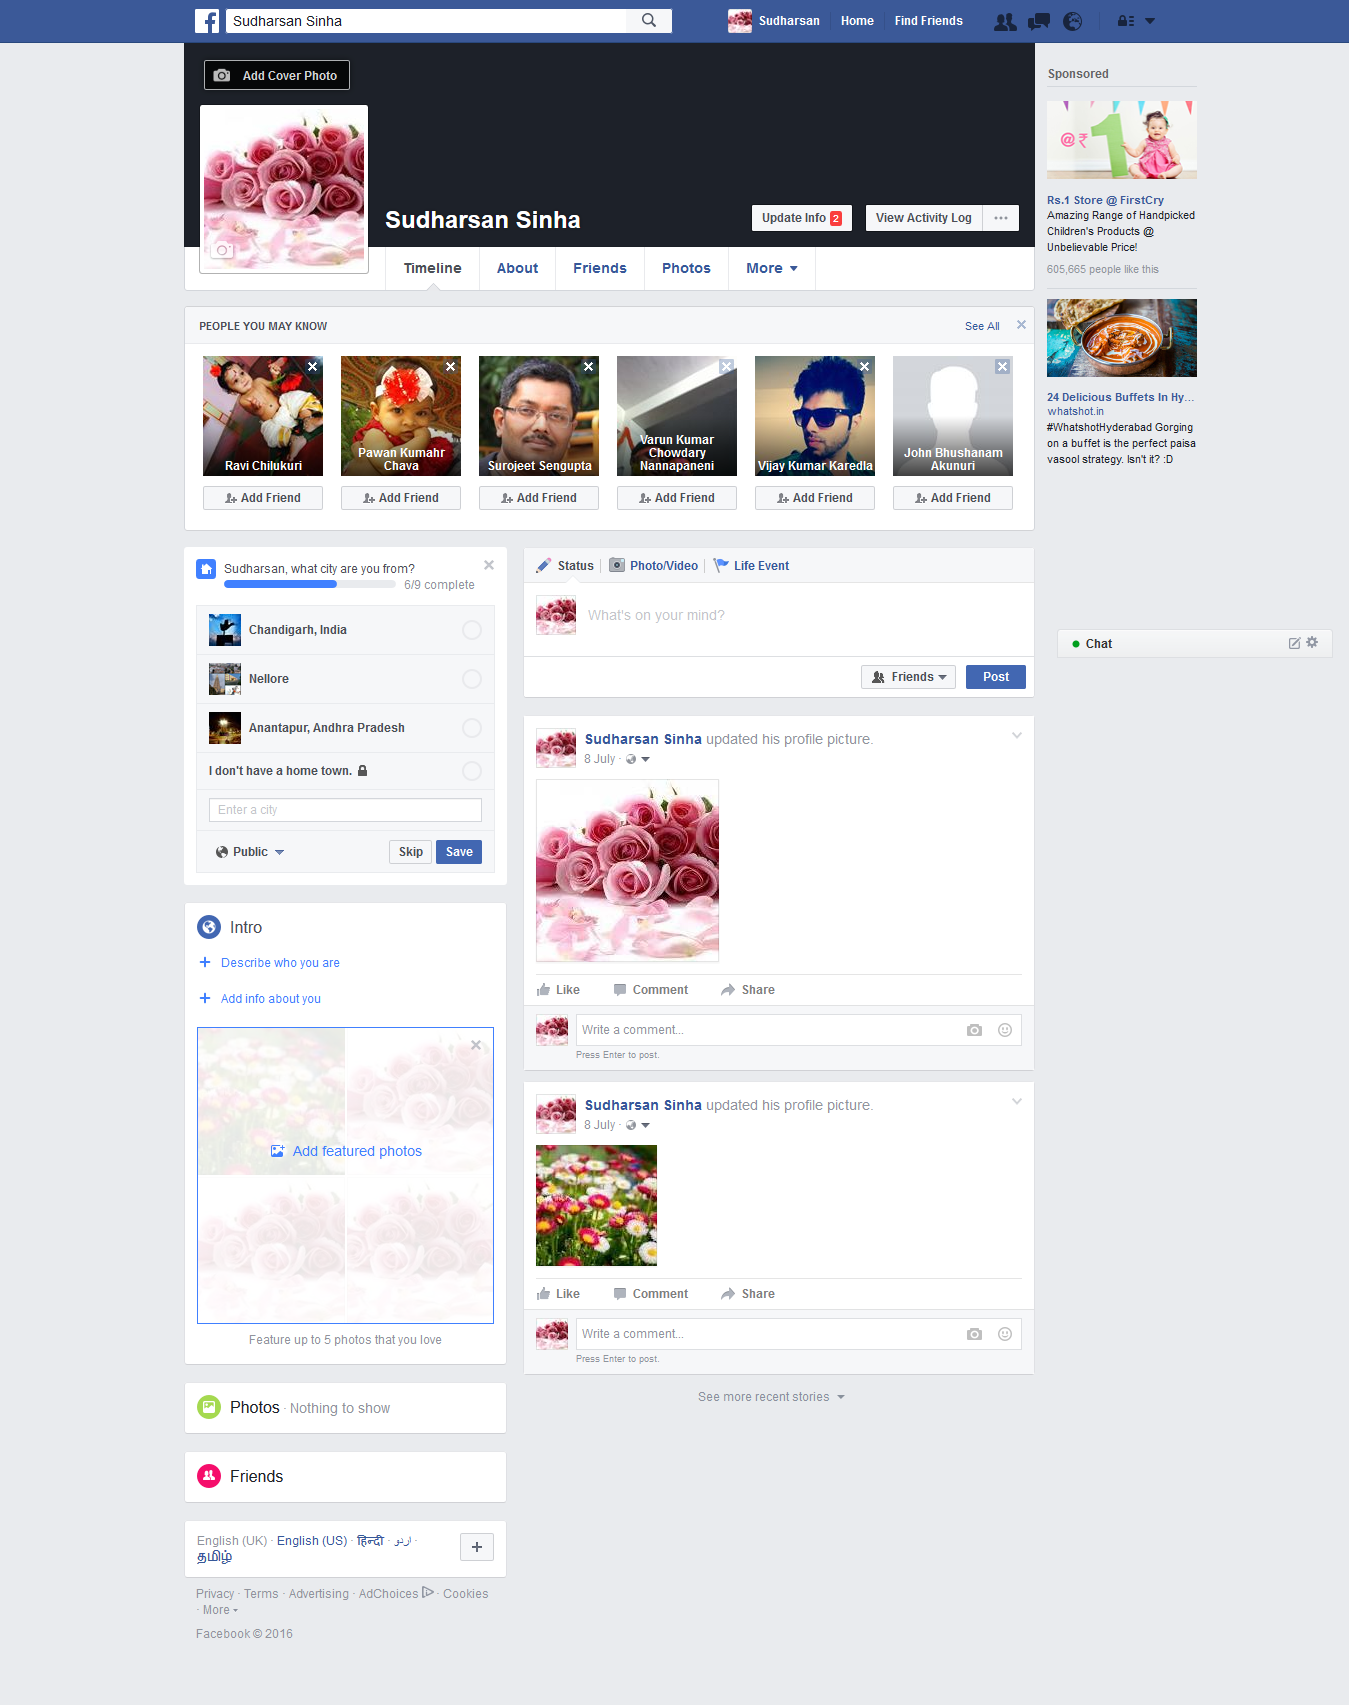 Sudharsan Sinha
Sudharsan Home Find Friends
Add Cover Photo
Sudharsan Sinha
Update Info 2
View Activity Log
Timeline About Friends Photos More
PEOPLE YOU MAY KNOW
See All
Ravi Chilukuri
Pawan Kumahr
Chava
Surojeet Sengupta
Varun Kumar
Chowdary
Nannapaneni
Vijay Kumar Karedla
John Bhushanam
Akunuri
Add Friend Add Friend Add Friend Add Friend Add Friend Add Friend
Sponsored
@ ₹ 1
Rs.1 Store @ FirstCry
Amazing Range of Handpicked
Children's Products @
Unbelievable Price!
605,665 people like this
24 Delicious Buffets In Hy...
whatshot.in
#WhatshotHyderabad Gorging
on a buffet is the perfect paisa
vasool strategy. Isn't it? :D
Chat
Sudharsan, what city are you from?
6/9 complete
Chandigarh, India
Nellore
Anantapur, Andhra Pradesh
I don't have a home town.
Enter a city
Public
Skip Save
Intro
Describe who you are
Add info about you
Add featured photos
Feature up to 5 photos that you love
Photos · Nothing to show
Friends
English (UK) · English (US) · हिन्दी · اردو ·
தமிழ்
Privacy · Terms · Advertising · AdChoices · Cookies
· More
Facebook © 2016
Status Photo/Video Life Event
What's on your mind?
Friends Post
Sudharsan Sinha updated his profile picture.
8 July ·
Like Comment Share
Write a comment...
Press Enter to post.
Sudharsan Sinha updated his profile picture.
8 July ·
Like Comment Share
Write a comment...
Press Enter to post.
See more recent stories